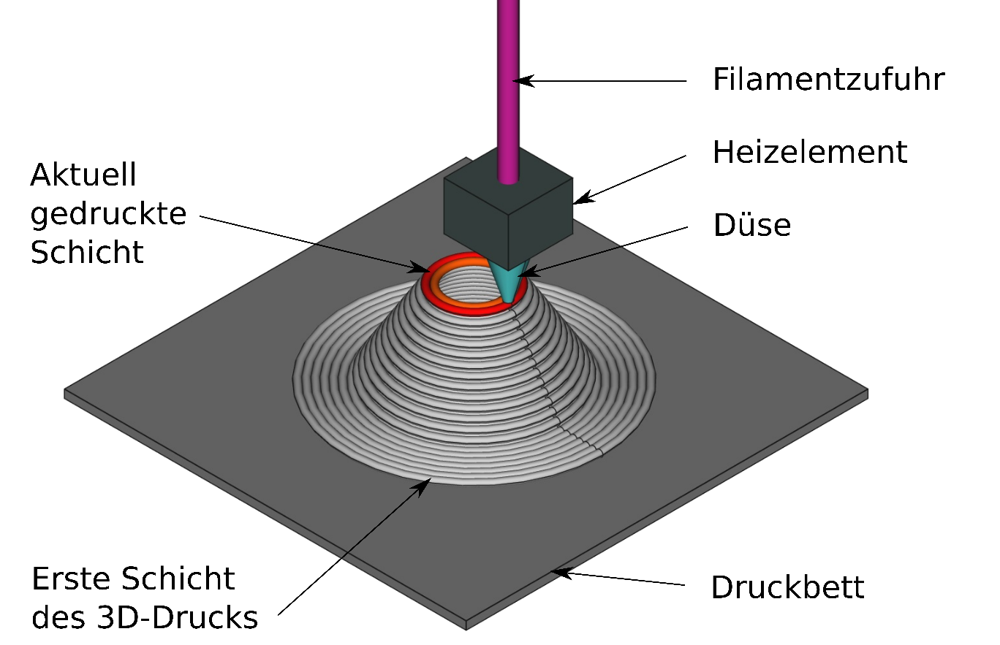 Filamentzufuhr
Heizelement
Düse
Aktuell
gedruckte
Schicht
Erste Schicht
des 3D-Drucks
Druckbett